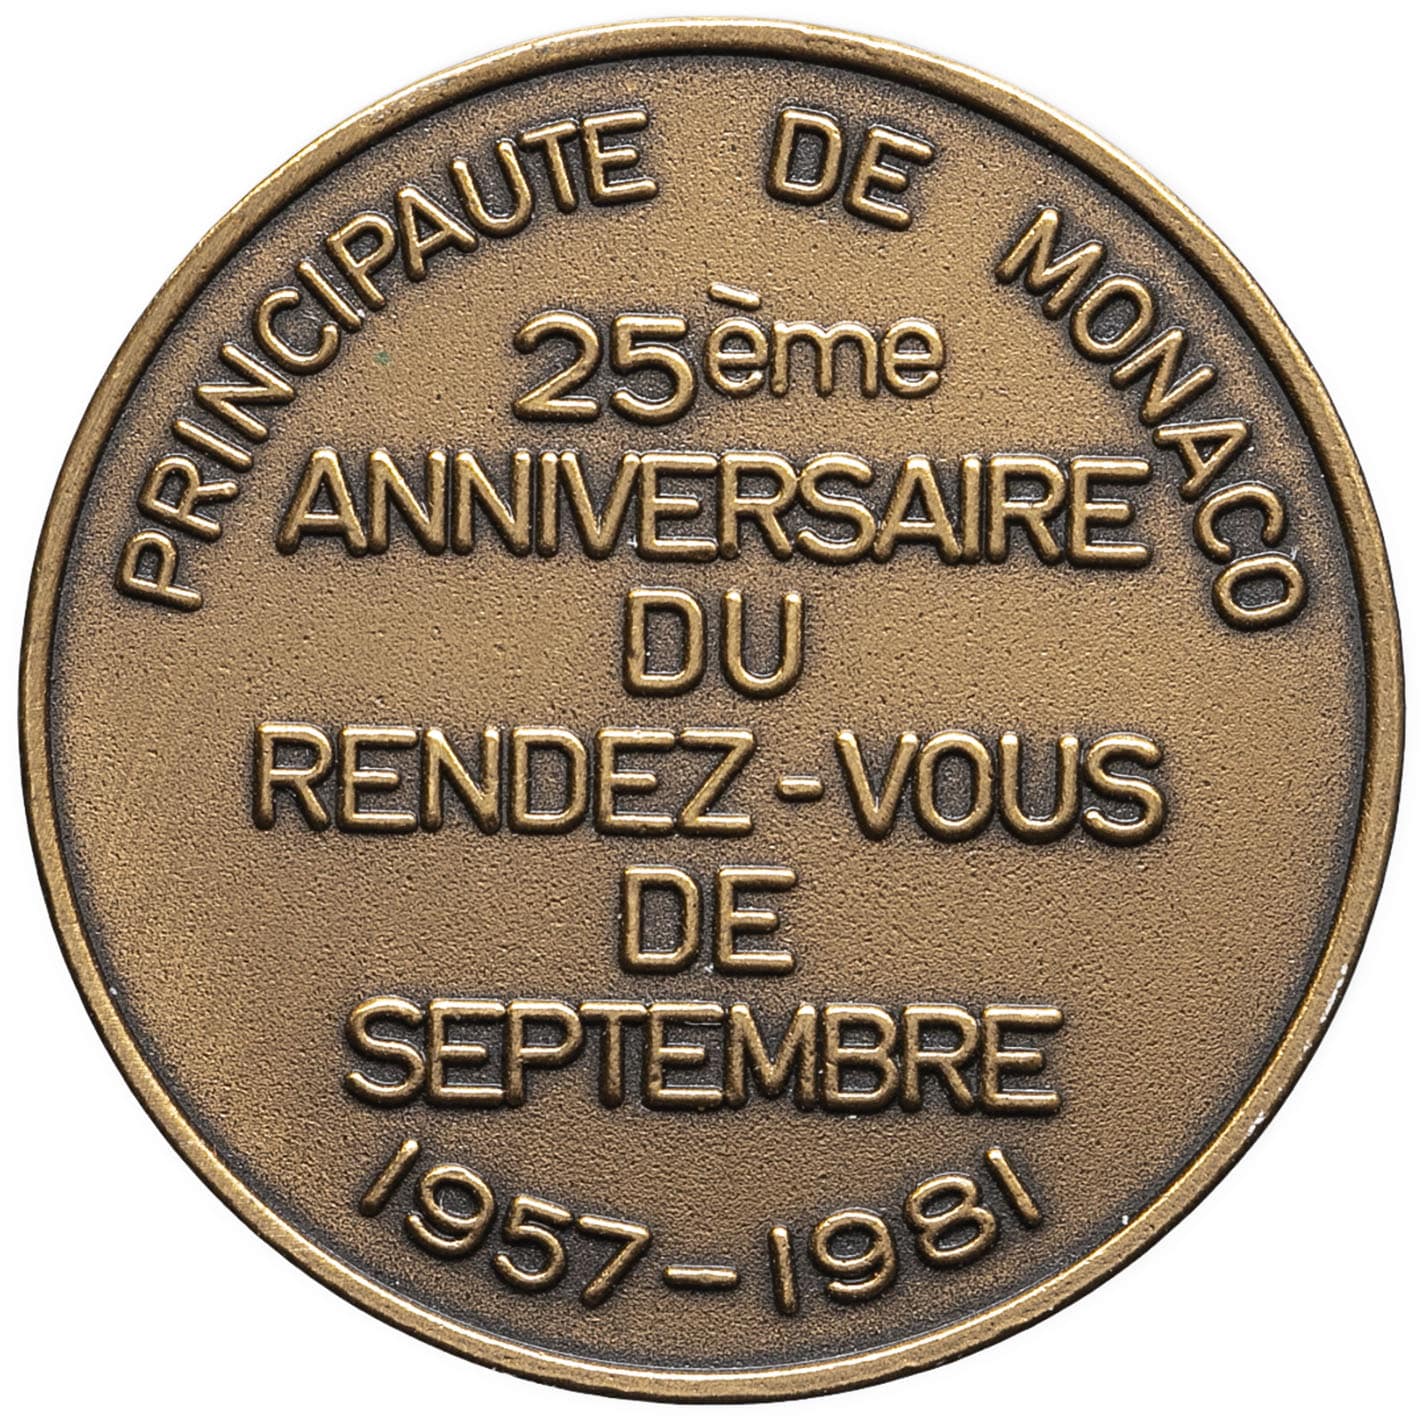 PRINCIPAUTE DE MONACO
25ème
ANNIVERSAIRE
DU
RENDEZ-VOUS
DE
SEPTEMBRE
1957-1981